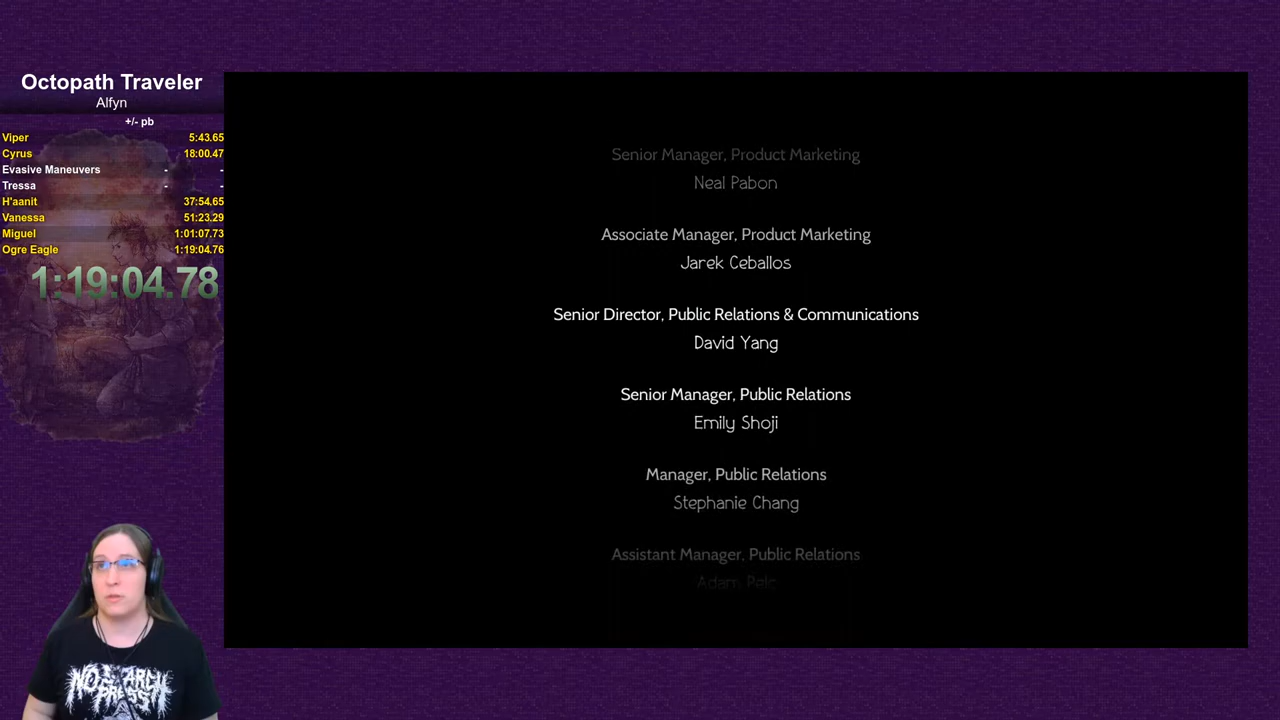 Octopath Traveler
Alfyn
+/- pb
Viper 5:43.65
Cyrus 18:00.47
Evasive Maneuvers - -
Tressa - -
H'aanit 37:54.65
Vanessa 51:23.29
Miguel 1:01:07.73
Ogre Eagle 1:19:04.76
1:19:04.78
Senior Manager, Product Marketing
Neal Pabon
Associate Manager, Product Marketing
Jarek Ceballos
Senior Director, Public Relations & Communications
David Yang
Senior Manager, Public Relations
Emily Shoji
Manager, Public Relations
Stephanie Chang
Assistant Manager, Public Relations
Adam Pelc